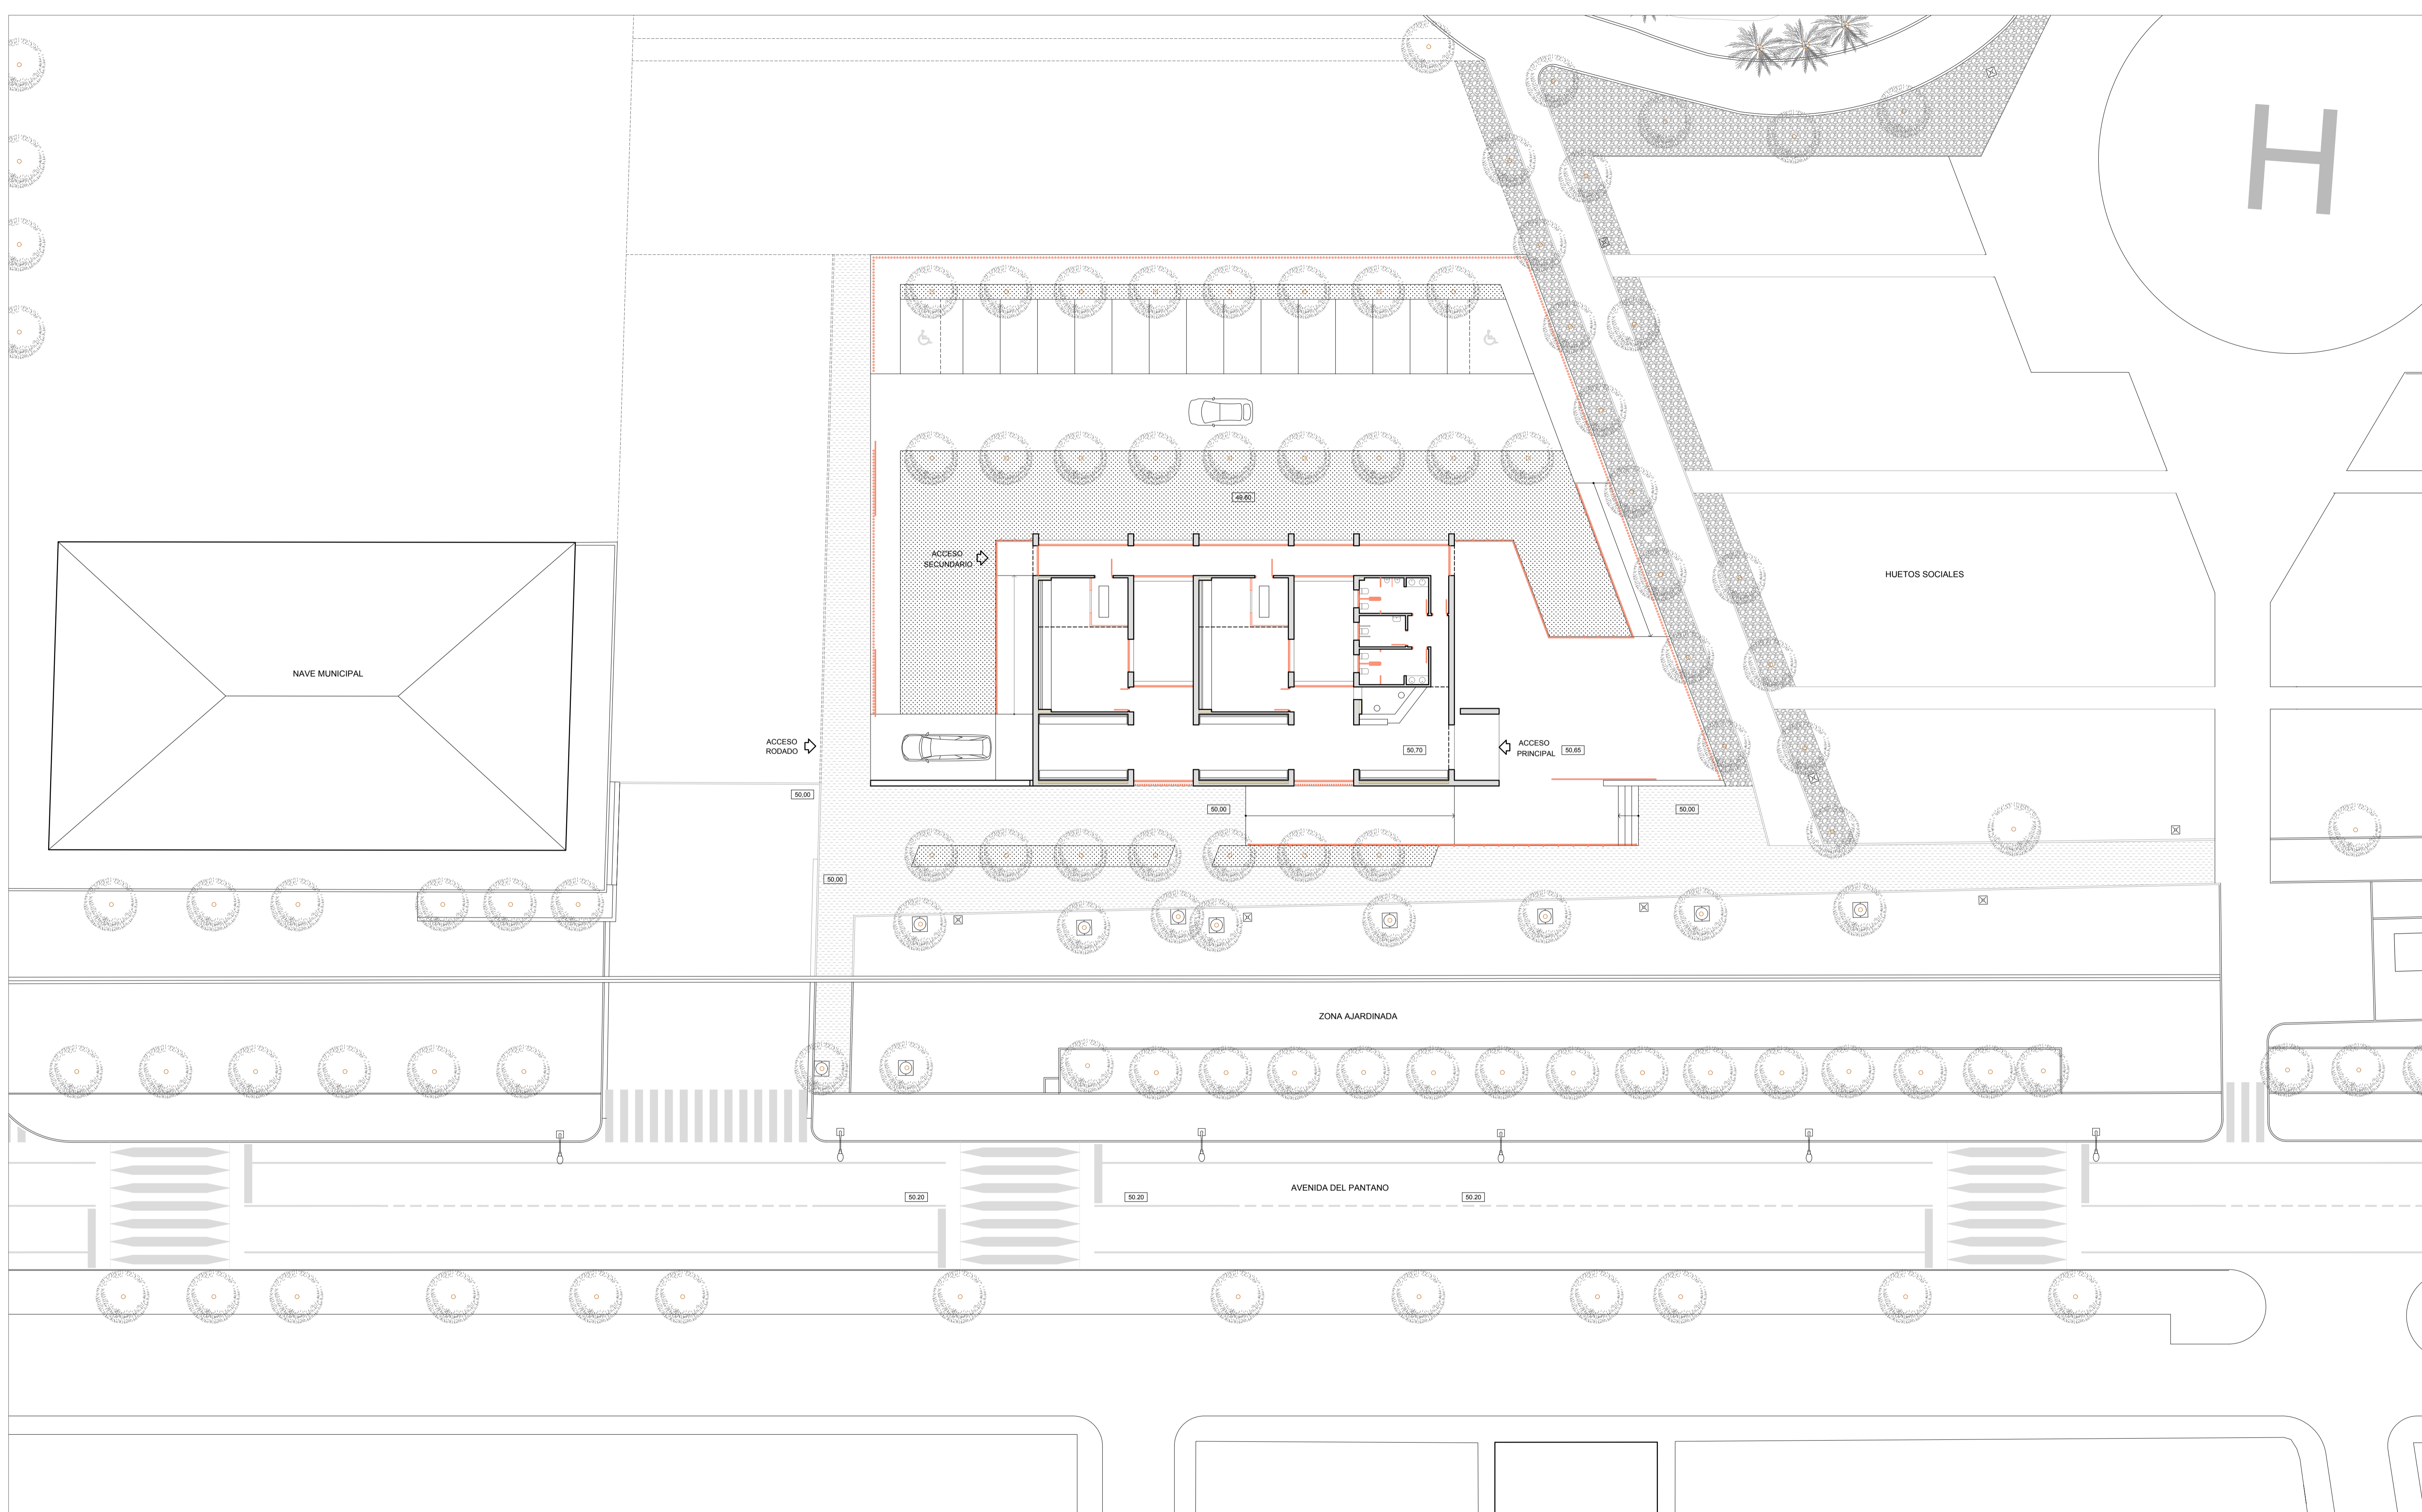 H
49.60
ACCESO
SECUNDARIO
HUETOS SOCIALES
NAVE MUNICIPAL
ACCESO
RODADO
50,70
ACCESO
PRINCIPAL
50,65
50,00
50,00
50,00
50,00
ZONA AJARDINADA
AVENIDA DEL PANTANO
50.20
50.20
50.20